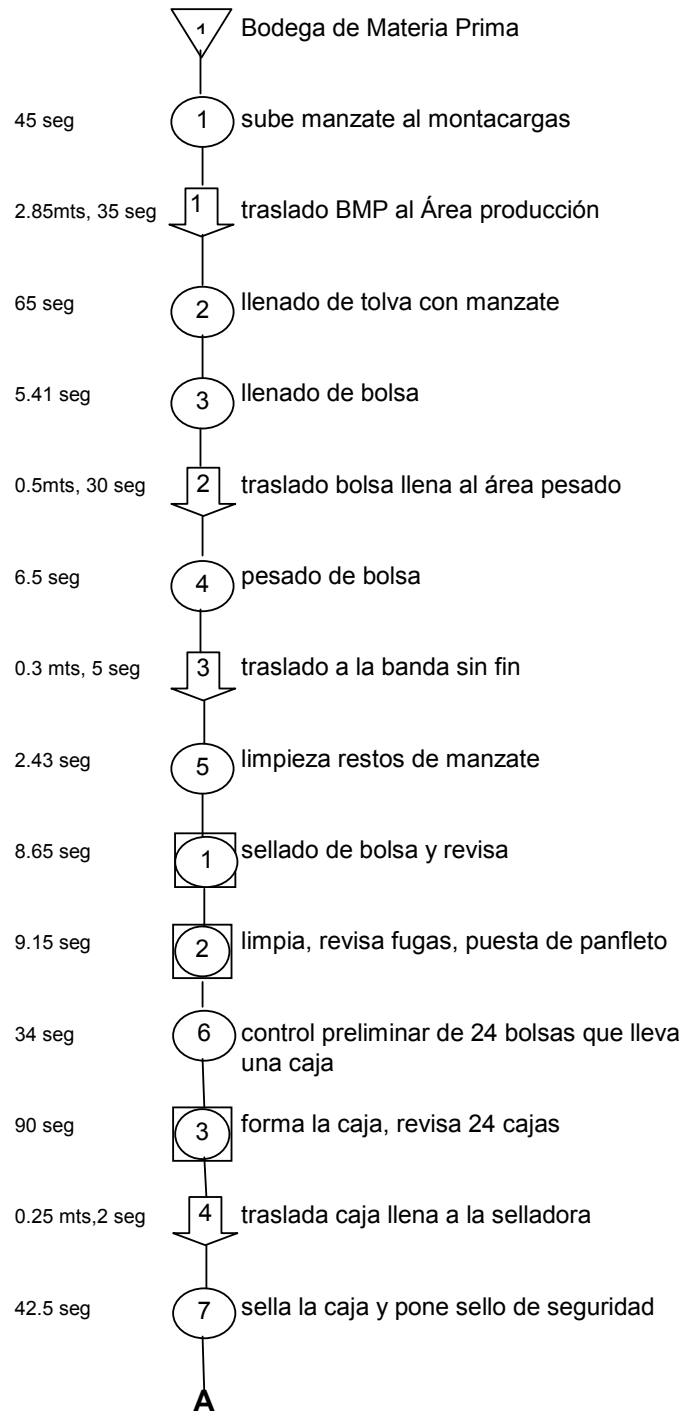 1 Bodega de Materia Prima
45 seg 1 sube manzate al montacargas
2.85mts, 35 seg 1 traslado BMP al Área producción
65 seg 2 llenado de tolva con manzate
5.41 seg 3 llenado de bolsa
0.5mts, 30 seg 2 traslado bolsa llena al área pesado
6.5 seg 4 pesado de bolsa
0.3 mts, 5 seg 3 traslado a la banda sin fin
2.43 seg 5 limpieza restos de manzate
8.65 seg 1 sellado de bolsa y revisa
9.15 seg 2 limpia, revisa fugas, puesta de panfleto
34 seg 6 control preliminar de 24 bolsas que lleva
una caja
90 seg 3 forma la caja, revisa 24 cajas
0.25 mts,2 seg 4 traslada caja llena a la selladora
42.5 seg 7 sella la caja y pone sello de seguridad
A